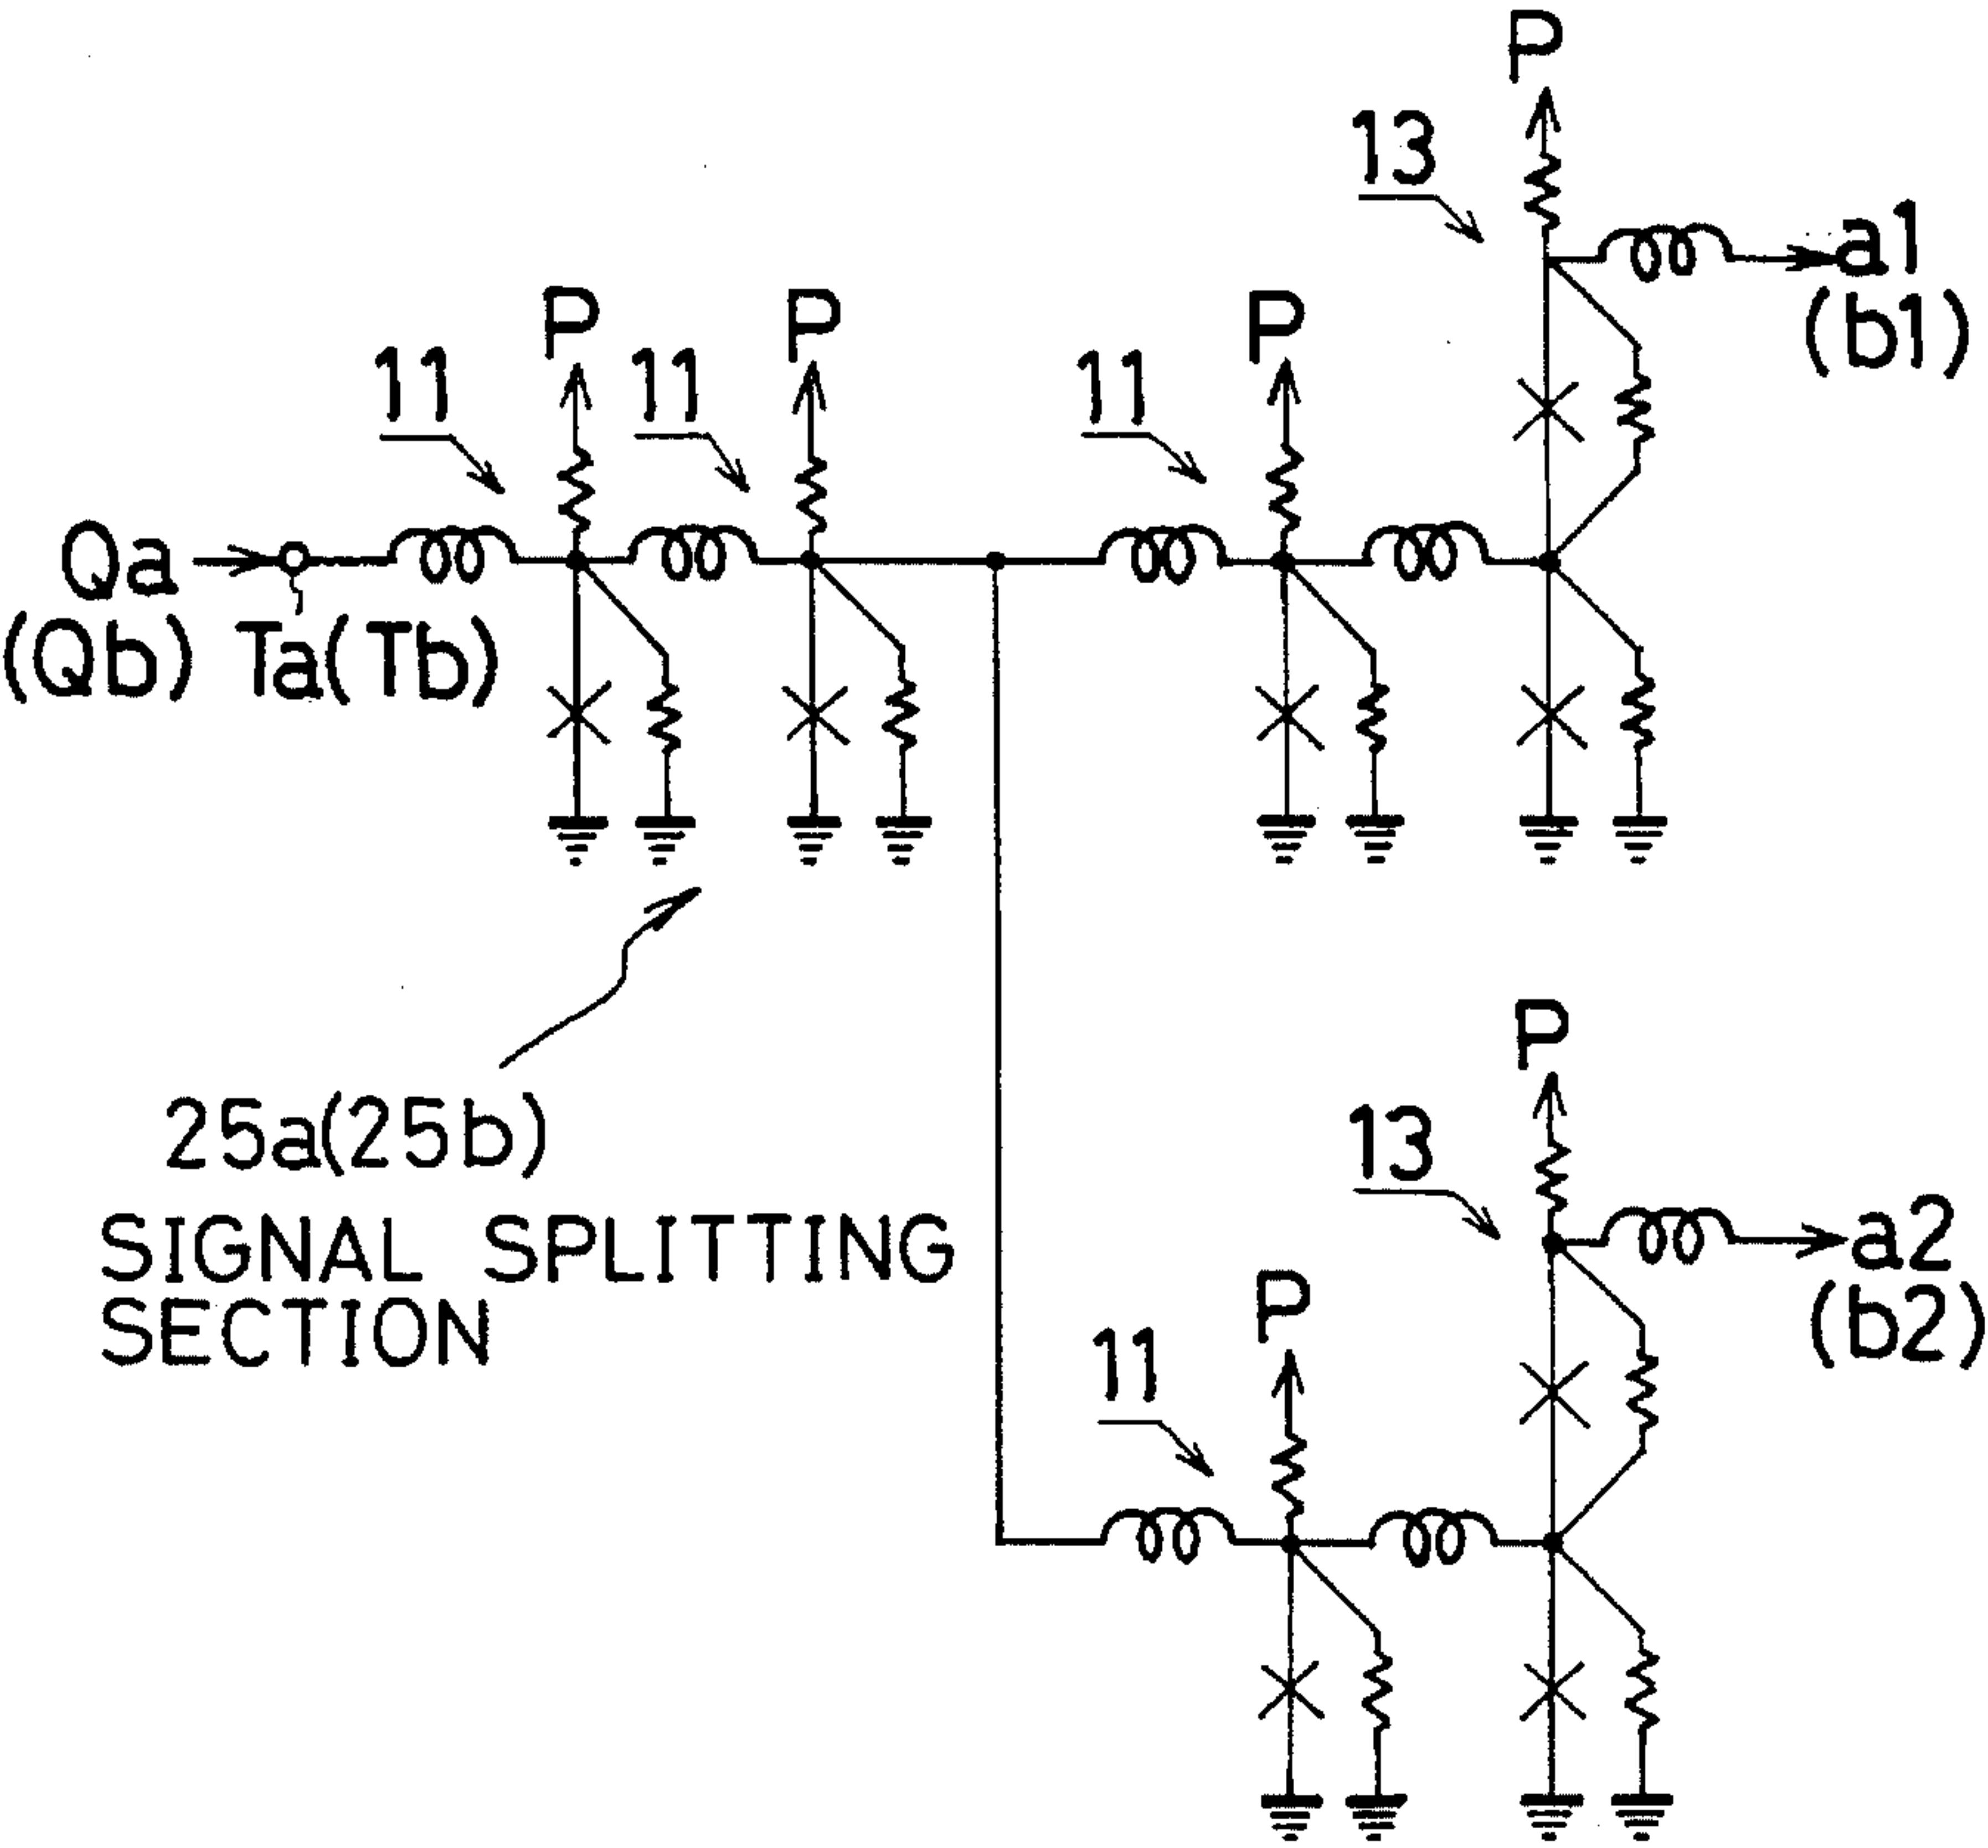 P
13
a1
(b1)
P
P
P
11
11
11
Qa
(Qb)
Ta(Tb)
25a(25b)
SIGNAL SPLITTING
SECTION
P
13
a2
(b2)
P
11